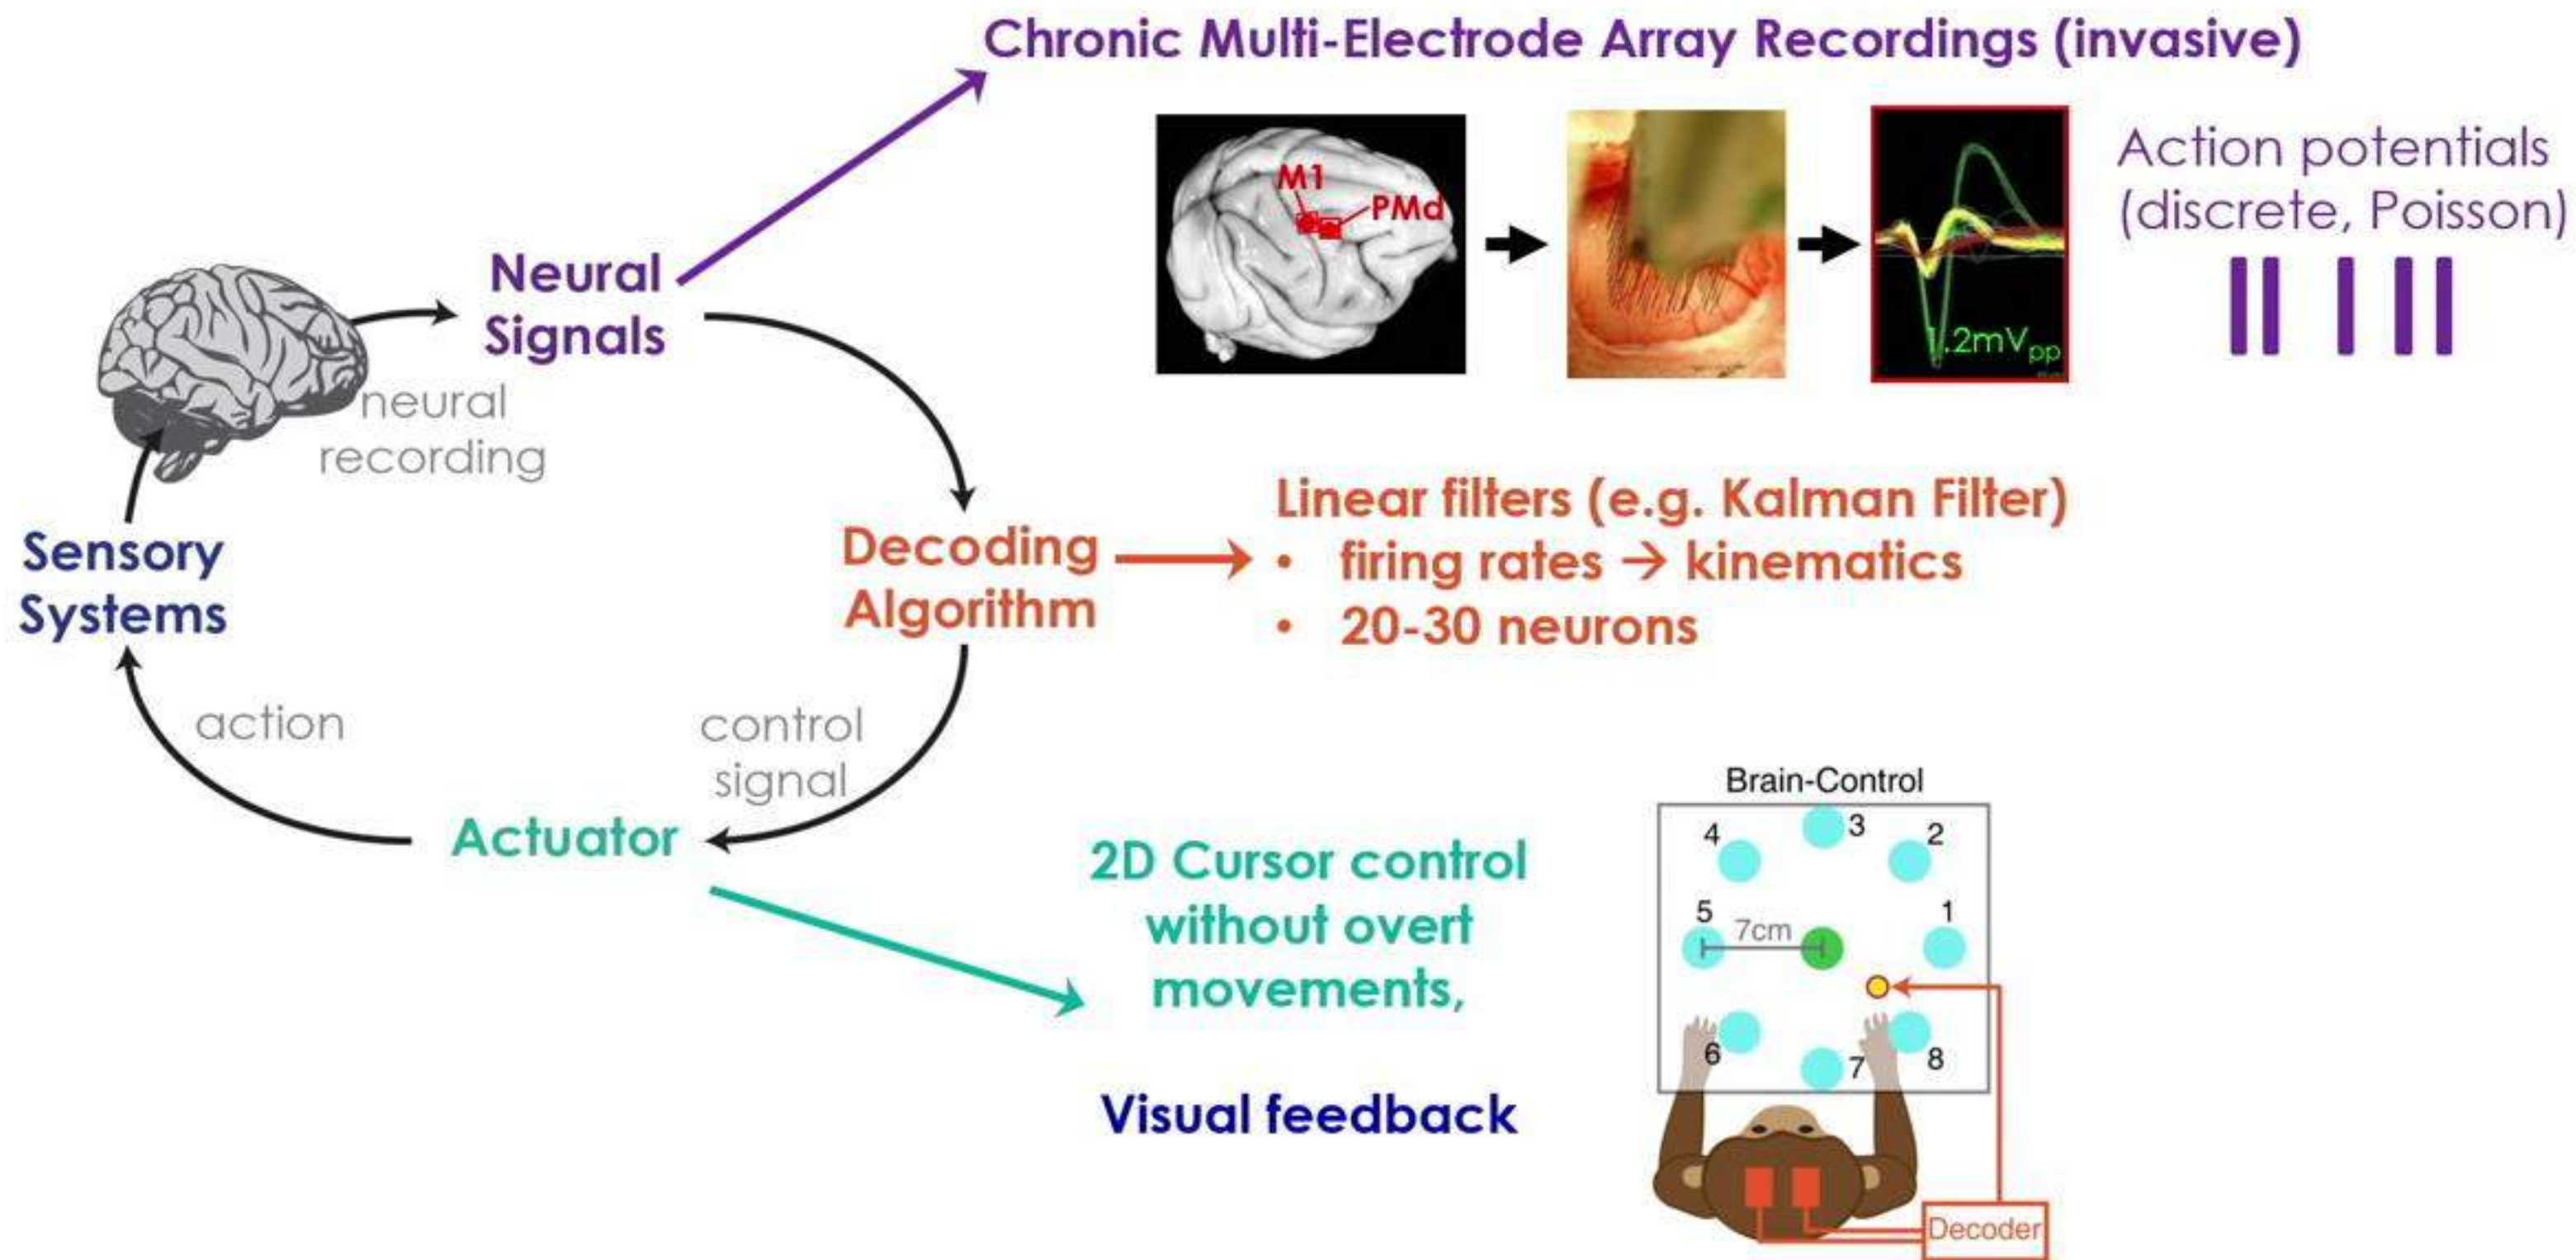 Chronic Multi-Electrode Array Recordings (invasive)
M1
PMd
.2mVpp
Action potentials
(discrete, Poisson)
Neural
Signals
neural
recording
Sensory
Systems
Decoding
Algorithm
Linear filters (e.g. Kalman Filter)
• firing rates → kinematics
• 20-30 neurons
action
control
signal
Actuator
2D Cursor control
without overt
movements,
Visual feedback
Brain-Control
4
3
2
5
7cm
1
6
7
8
Decoder